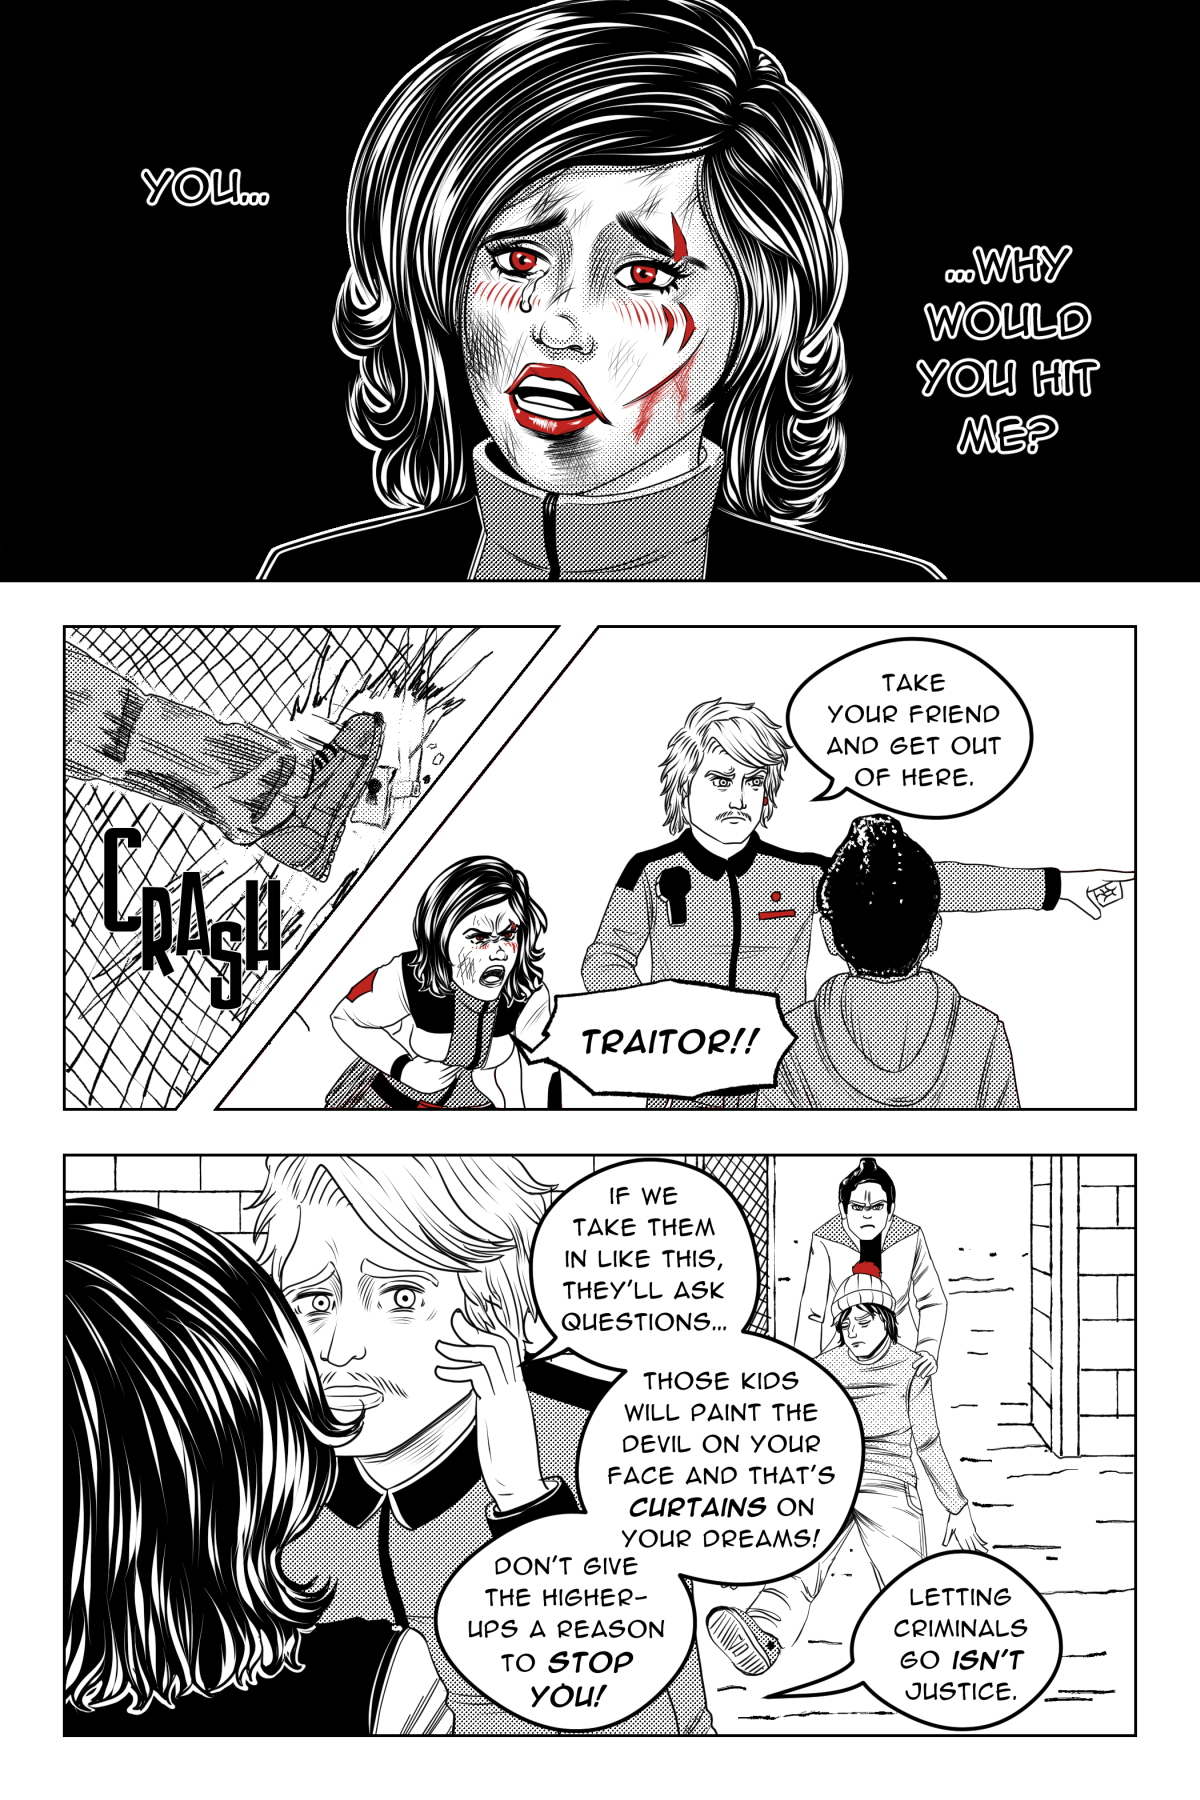 YOU...
...WHY
WOULD
YOU HIT
ME?
CRASH
TAKE
YOUR FRIEND
AND GET OUT
OF HERE.
TRAITOR!!
IF WE
TAKE THEM
IN LIKE THIS,
THEY'LL ASK
QUESTIONS...
THOSE KIDS
WILL PAINT THE
DEVIL ON YOUR
FACE AND THAT'S
CURTAINS ON
YOUR DREAMS!
DON'T GIVE
THE HIGHER-
UPS A REASON
TO STOP
YOU!
LETTING
CRIMINALS
GO ISN'T
JUSTICE.